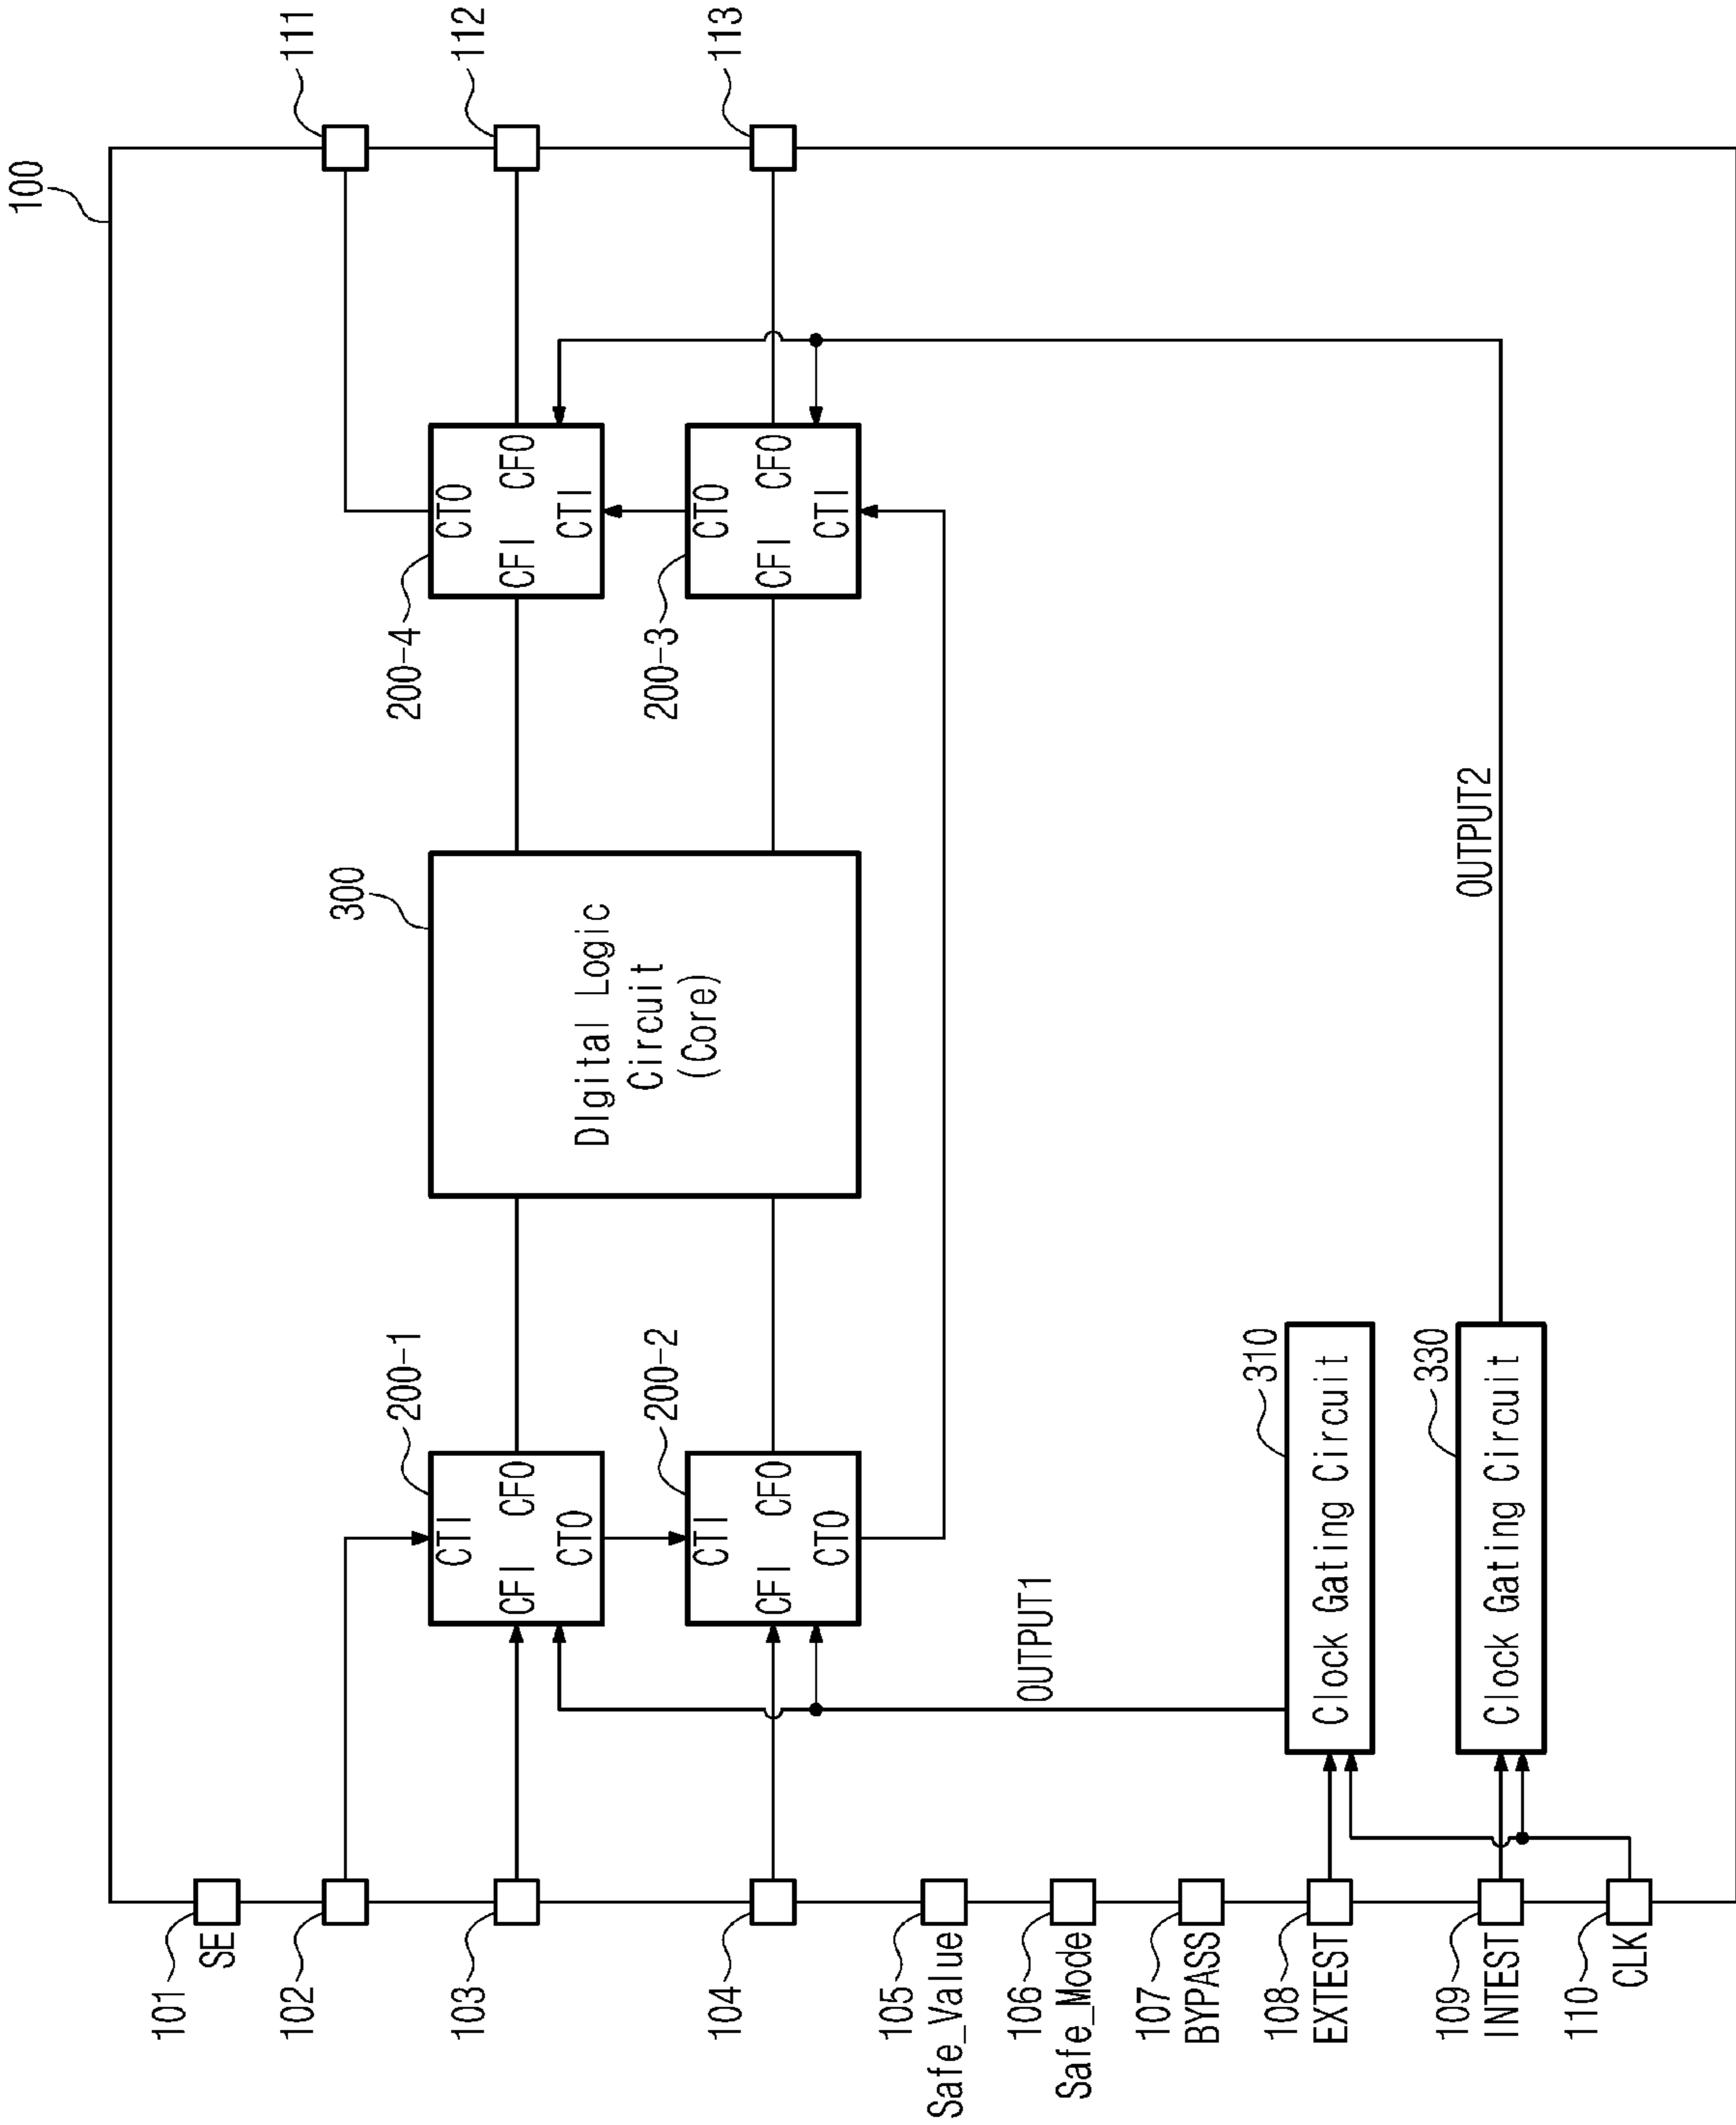 100
101
SE
102
103
104
105
Safe_Value
106
Safe_Mode
107
BYPASS
108
EXTEST
109
INTEST
110
CLK
200-1
CTI
CFI CFO
CTO
200-2
CTI
CFI CFO
CTO
OUTPUT1
300
DIgital Logic
Circuit
(Core)
200-4
CTO
CFI CFO
CTI
200-3
CTO
CFI CFO
CTI
111
112
113
310
Clock Gating Circuit
330
Clock Gating Circuit
OUTPUT2